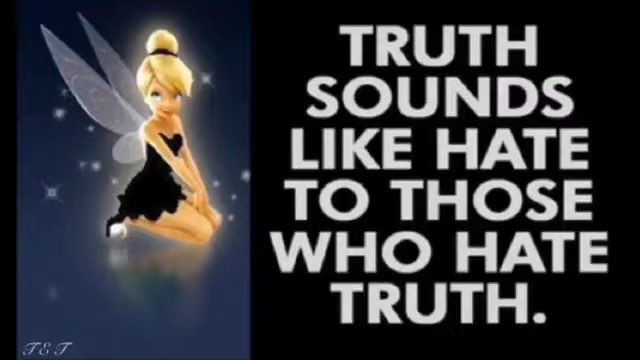 TRUTH
SOUNDS
LIKE HATE
TO THOSE
WHO HATE
TRUTH.
T&T